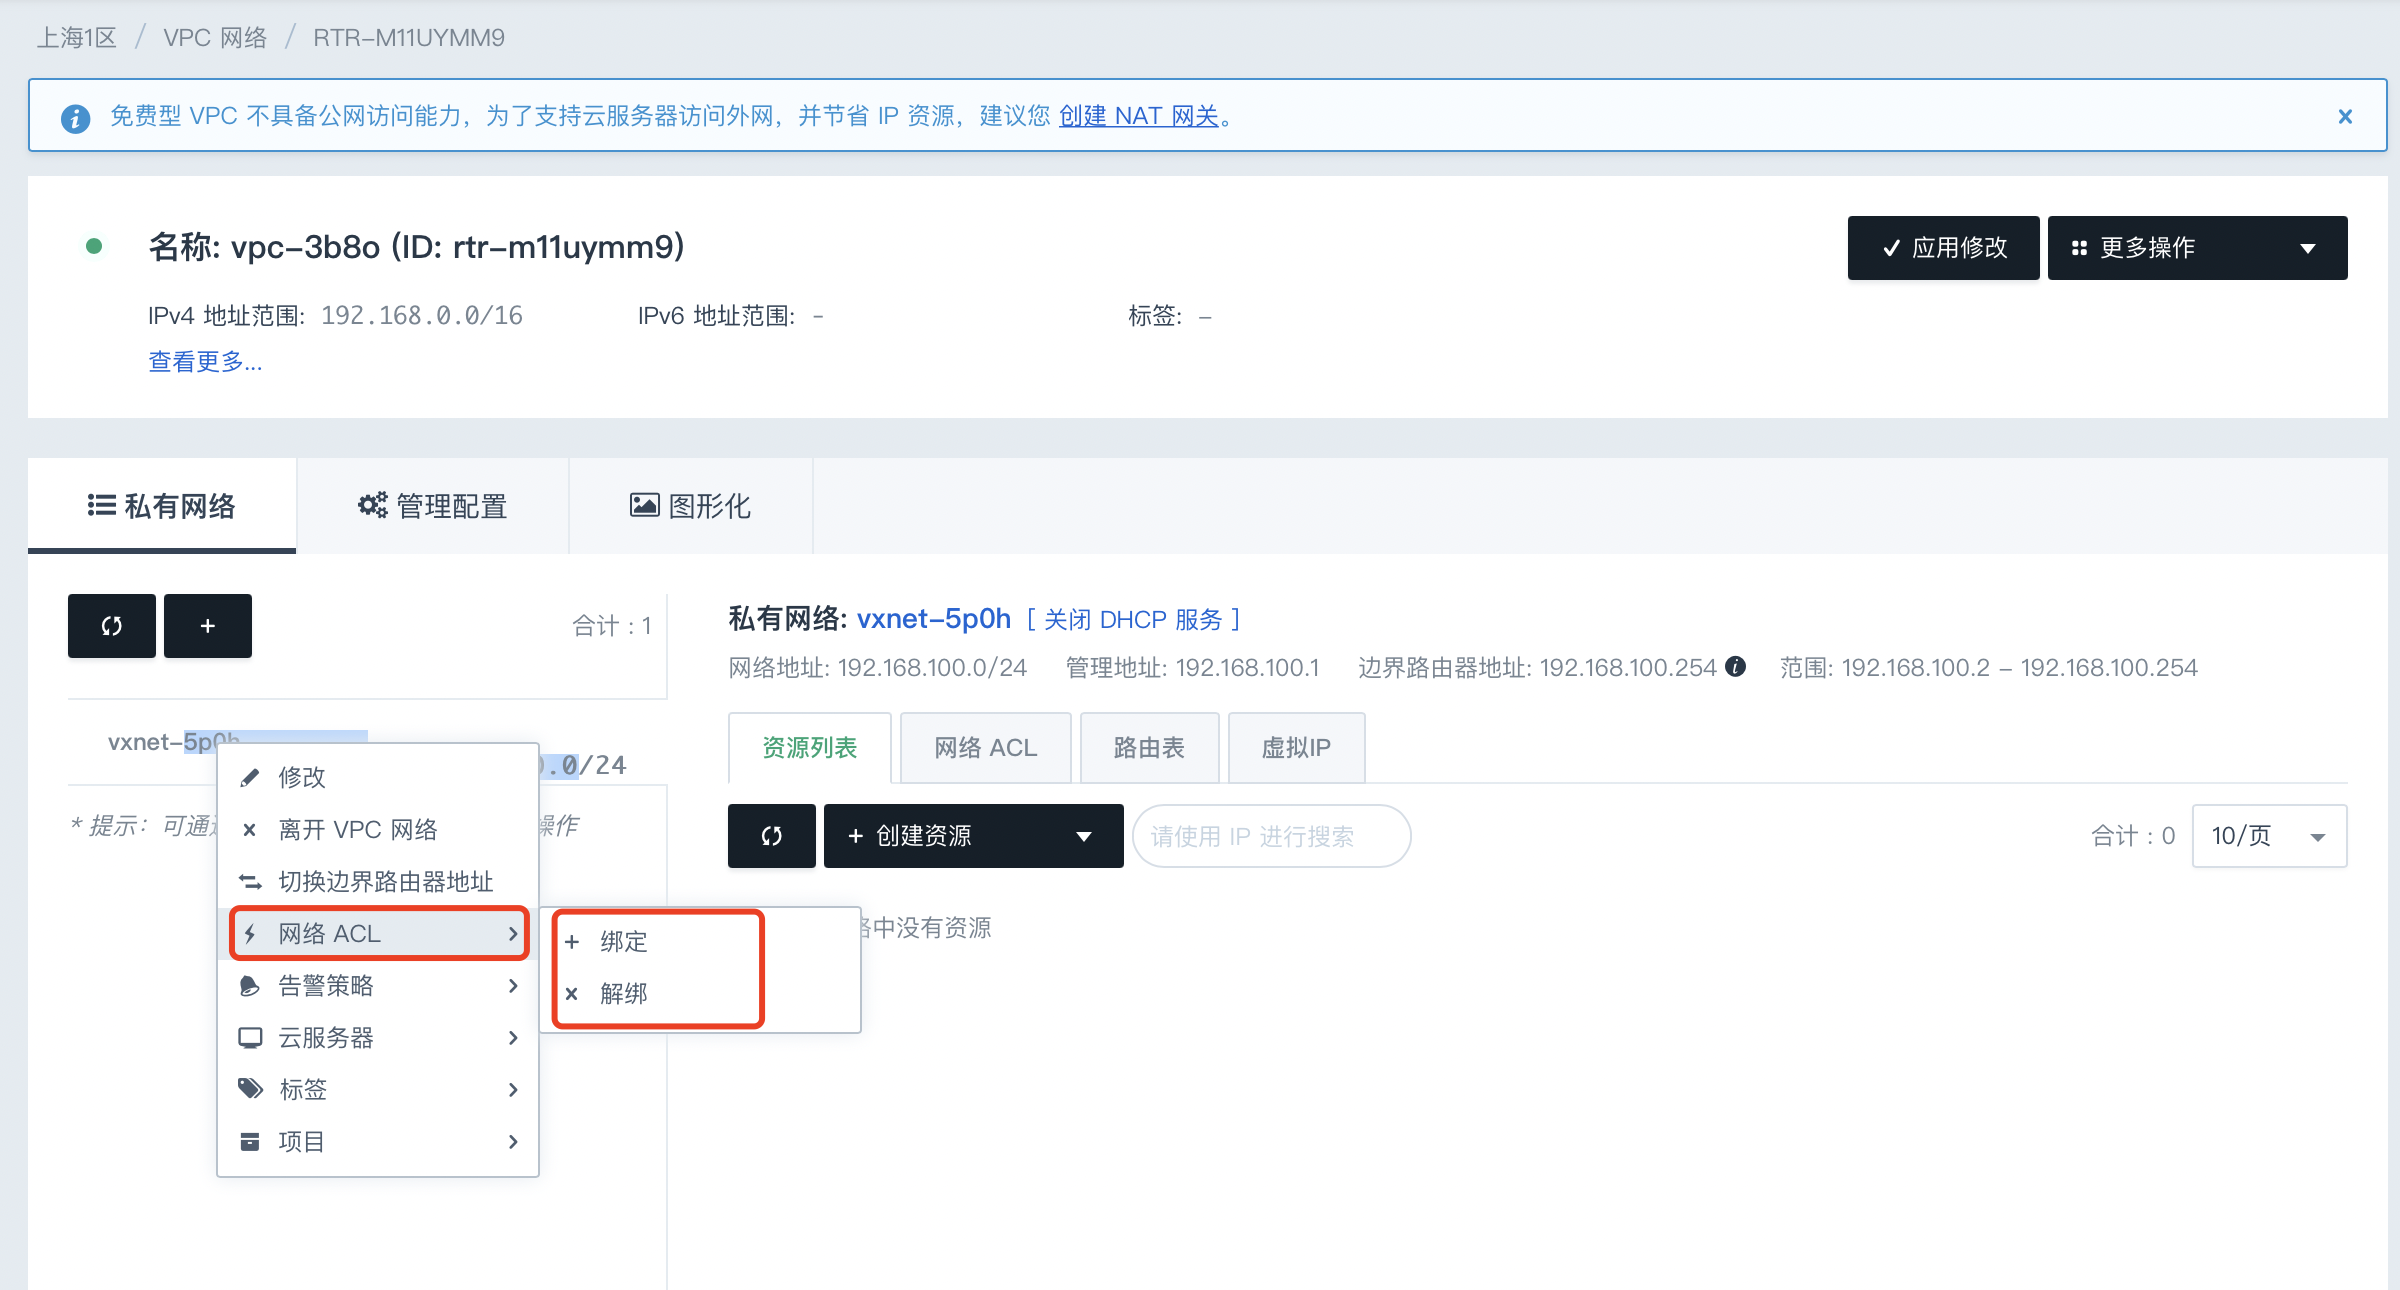 上海1区 / VPC 网络 / RTR-M11UYMM9
免费型 VPC 不具备公网访问能力，为了支持云服务器访问外网，并节省 IP 资源，建议您 创建 NAT 网关。
名称: vpc-3b8o (ID: rtr-m11uymm9)
应用修改
更多操作
IPv4 地址范围: 192.168.0.0/16
IPv6 地址范围: -
标签: –
查看更多...
私有网络
管理配置
图形化
合计 : 1
私有网络: vxnet-5p0h [ 关闭 DHCP 服务 ]
网络地址: 192.168.100.0/24 管理地址: 192.168.100.1 边界路由器地址: 192.168.100.254 范围: 192.168.100.2 – 192.168.100.254
vxnet-5p0h
.0/24
* 提示：可通
操作
资源列表
网络 ACL
路由表
虚拟IP
+ 创建资源
请使用 IP 进行搜索
合计 : 0
10/页
中没有资源
修改
离开 VPC 网络
切换边界路由器地址
网络 ACL
告警策略
云服务器
标签
项目
+ 绑定
× 解绑